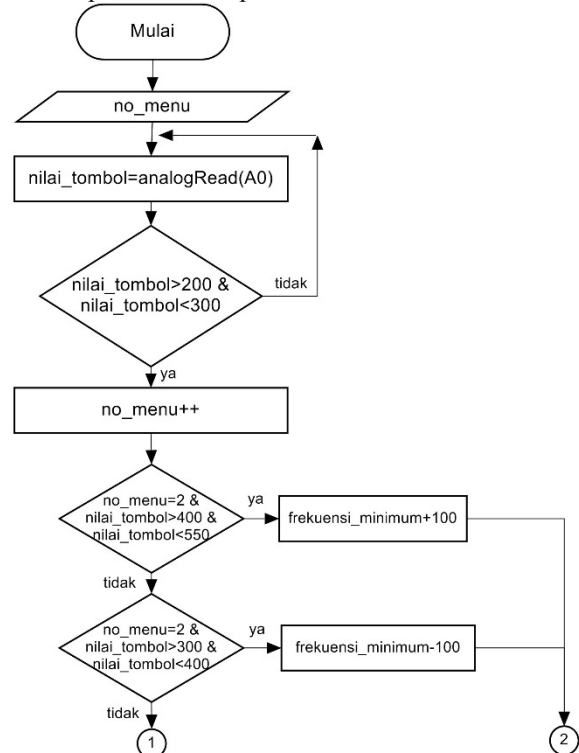 Mulai
no_menu
nilai_tombol=analogRead(A0)
nilai_tombol>200 &
nilai_tombol<300
tidak
ya
no_menu++
no_menu=2 &
nilai_tombol>400 &
nilai_tombol<550
ya
frekuensi_minimum+100
tidak
no_menu=2 &
nilai_tombol>300 &
nilai_tombol<400
ya
frekuensi_minimum-100
tidak
1
2